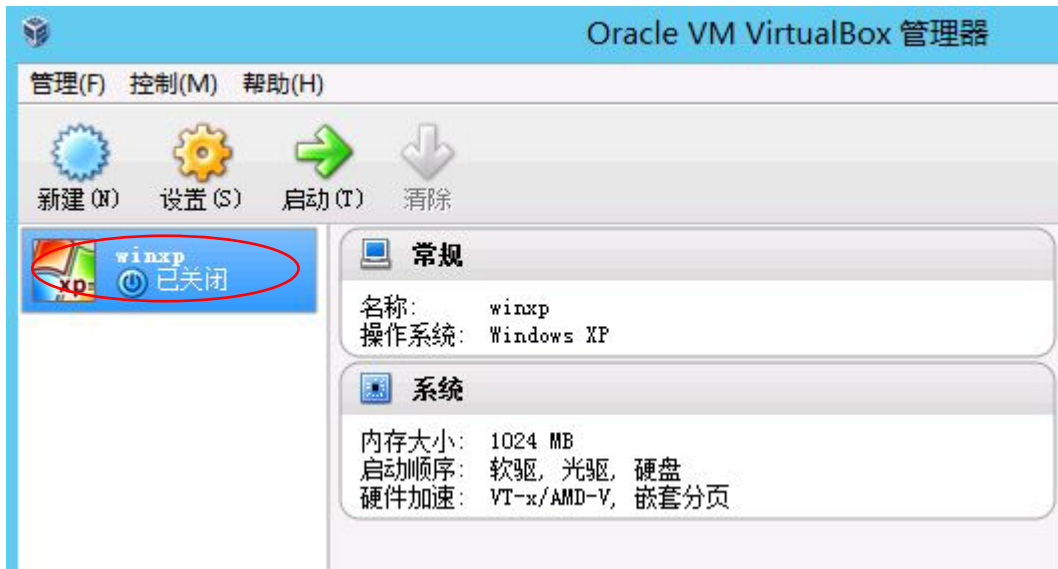 Oracle VM VirtualBox 管理器
管理(F) 控制(M) 帮助(H)
新建(N) 设置(S) 启动(T) 清除
winxp
xp
已关闭
常规
名称: winxp
操作系统: Windows XP
系统
内存大小: 1024 MB
启动顺序: 软驱, 光驱, 硬盘
硬件加速: VT-x/AMD-V, 嵌套分页